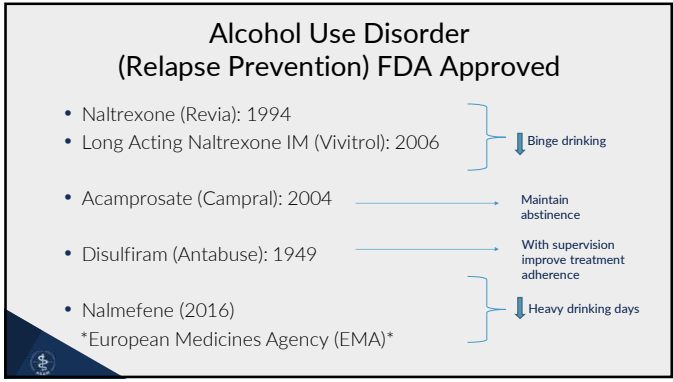 Alcohol Use Disorder
(Relapse Prevention) FDA Approved
• Naltrexone (Revia): 1994
• Long Acting Naltrexone IM (Vivitrol): 2006
Binge drinking
• Acamprosate (Campral): 2004
Maintain
abstinence
• Disulfiram (Antabuse): 1949
With supervision
improve treatment
adherence
• Nalmefene (2016)
*European Medicines Agency (EMA)*
Heavy drinking days